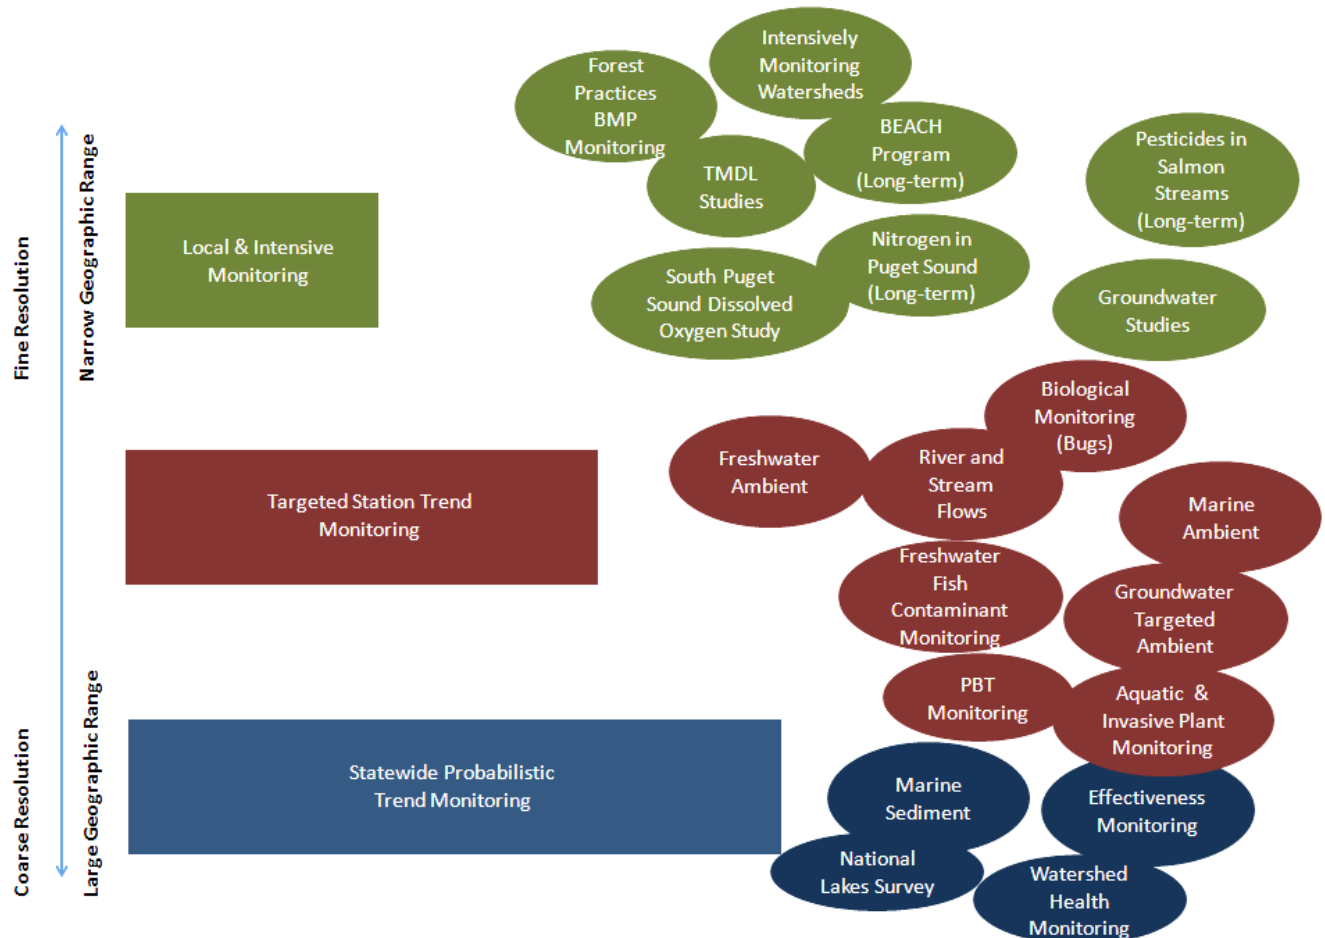 Intensively
Monitoring
Watersheds
Forest
Practices
BMP
Monitoring
BEACH
Program
(Long-term)
TMDL
Studies
Pesticides in
Salmon
Streams
(Long-term)
Fine Resolution
Narrow Geographic Range
Local & Intensive
Monitoring
Nitrogen in
Puget Sound
(Long-term)
South Puget
Sound Dissolved
Oxygen Study
Groundwater
Studies
Biological
Monitoring
(Bugs)
Targeted Station Trend
Monitoring
Freshwater
Ambient
River and
Stream
Flows
Marine
Ambient
Freshwater
Fish
Contaminant
Monitoring
Groundwater
Targeted
Ambient
PBT
Monitoring
Aquatic & 
Invasive Plant
Monitoring
Coarse Resolution
Large Geographic Range
Statewide Probabilistic
Trend Monitoring
Marine
Sediment
Effectiveness
Monitoring
National
Lakes Survey
Watershed
Health
Monitoring